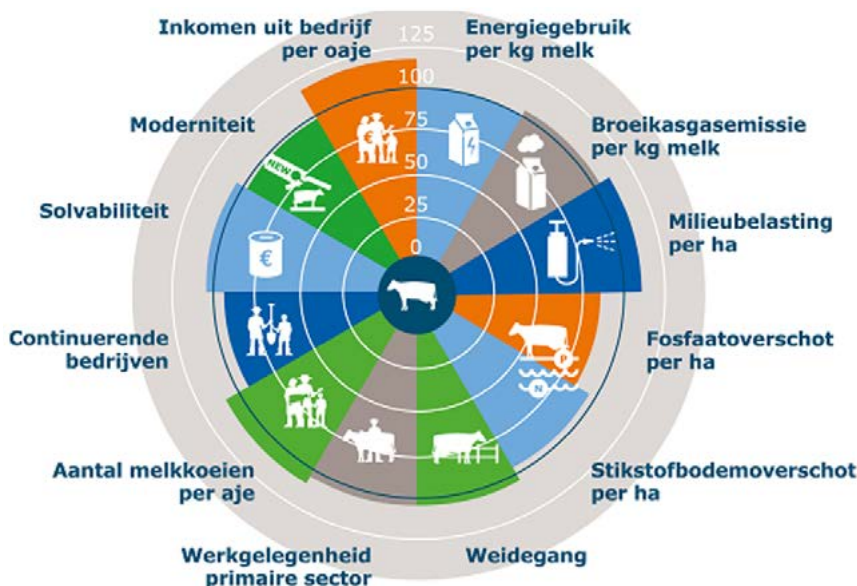 Inkomen uit bedrijf
per oaje
Energiegebruik
per kg melk
125
100
75
50
25
0
Moderniteit
NEW
Broeikasgasemissie
per kg melk
Solvabiliteit
€
€
Milieubelasting
per ha
Continuerende
bedrijven
Fosfaatoverschot
per ha
P
N
Aantal melkkoeien
per aje
Stikstofbodemoverschot
per ha
Werkgelegenheid
primaire sector
Weidegang